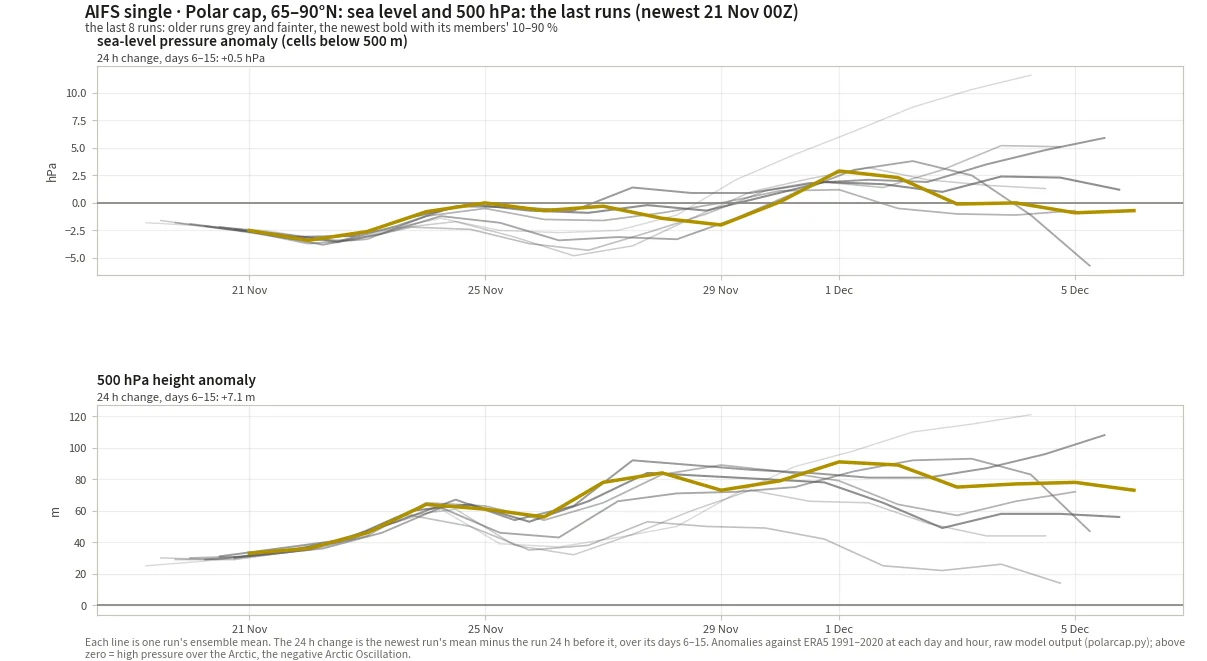 AIFS single · Polar cap, 65–90°N: sea level and 500 hPa: the last runs (newest 21 Nov 00Z)
the last 8 runs: older runs grey and fainter, the newest bold with its members' 10–90 %
sea-level pressure anomaly (cells below 500 m)
24 h change, days 6–15: +0.5 hPa
10.0
7.5
5.0
2.5
0.0
−2.5
−5.0
hPa
21 Nov
25 Nov
29 Nov
1 Dec
5 Dec
500 hPa height anomaly
24 h change, days 6–15: +7.1 m
120
100
80
60
40
20
0
m
21 Nov
25 Nov
29 Nov
1 Dec
5 Dec
Each line is one run's ensemble mean. The 24 h change is the newest run's mean minus the run 24 h before it, over its days 6–15. Anomalies against ERA5 1991–2020 at each day and hour, raw model output (polarcap.py); above
zero = high pressure over the Arctic, the negative Arctic Oscillation.